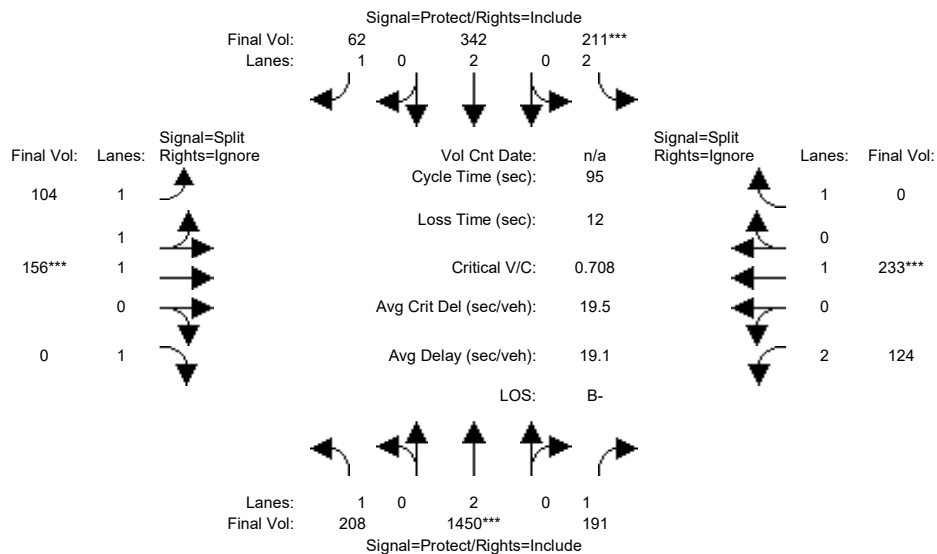 Signal=Protect/Rights=Include
Final Vol: 62 342 211***
Lanes: 1 0 2 0 2
Signal=Split Signal=Split
Final Vol: Lanes: Rights=Ignore Vol Cnt Date: n/a Rights=Ignore Lanes: Final Vol:
Cycle Time (sec): 95
104 1 1 0
Loss Time (sec): 12
1 0
156*** 1 Critical V/C: 0.708 1 233***
0 Avg Crit Del (sec/veh): 19.5 0
0 1 Avg Delay (sec/veh): 19.1 2 124
LOS: B-
Lanes: 1 0 2 0 1
Final Vol: 208 1450*** 191
Signal=Protect/Rights=Include